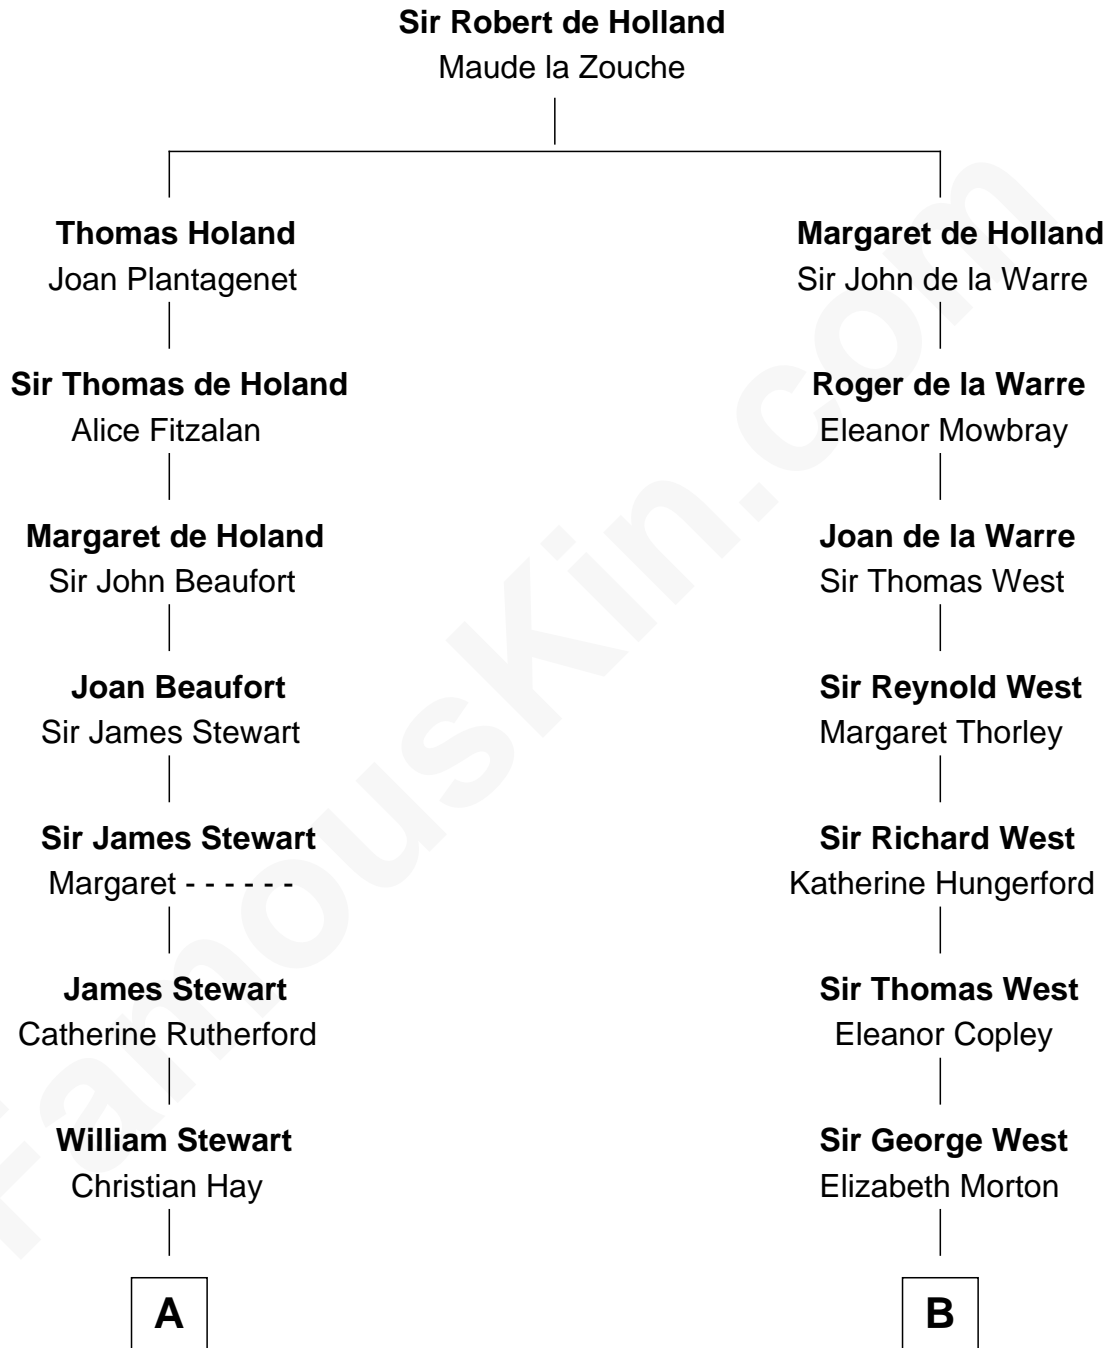 Sir Robert de Holland
Maude la Zouche
Thomas Holand
Joan Plantagenet
Sir Thomas de Holand
Alice Fitzalan
Margaret de Holand
Sir John Beaufort
Joan Beaufort
Sir James Stewart
Sir James Stewart
Margaret - - - - - -
James Stewart
Catherine Rutherford
William Stewart
Christian Hay
A
Margaret de Holland
Sir John de la Warre
Roger de la Warre
Eleanor Mowbray
Joan de la Warre
Sir Thomas West
Sir Reynold West
Margaret Thorley
Sir Richard West
Katherine Hungerford
Sir Thomas West
Eleanor Copley
Sir George West
Elizabeth Morton
B
FamousKin.com